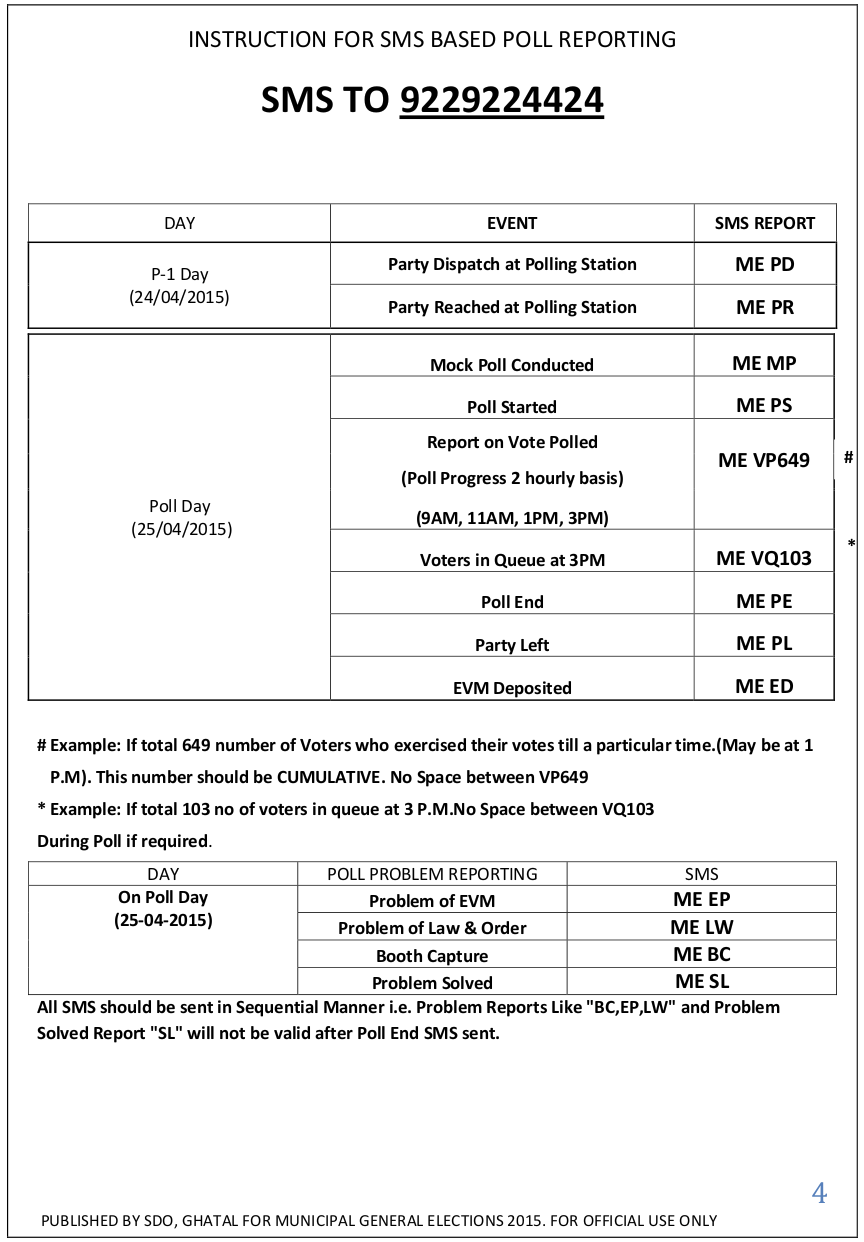 INSTRUCTION FOR SMS BASED POLL REPORTING
SMS TO 9229224424
DAY EVENT SMS REPORT
P-1 Day
(24/04/2015)
Party Dispatch at Polling Station ME PD
Party Reached at Polling Station ME PR
Poll Day
(25/04/2015)
Mock Poll Conducted ME MP
Poll Started ME PS
Report on Vote Polled
(Poll Progress 2 hourly basis)
(9AM, 11AM, 1PM, 3PM)
ME VP649 #
Voters in Queue at 3PM ME VQ103 *
Poll End ME PE
Party Left ME PL
EVM Deposited ME ED
# Example: If total 649 number of Voters who exercised their votes till a particular time.(May be at 1
P.M). This number should be CUMULATIVE. No Space between VP649
* Example: If total 103 no of voters in queue at 3 P.M.No Space between VQ103
During Poll if required.
DAY POLL PROBLEM REPORTING SMS
On Poll Day
(25-04-2015)
Problem of EVM ME EP
Problem of Law & Order ME LW
Booth Capture ME BC
Problem Solved ME SL
All SMS should be sent in Sequential Manner i.e. Problem Reports Like "BC,EP,LW" and Problem
Solved Report "SL" will not be valid after Poll End SMS sent.
4
PUBLISHED BY SDO, GHATAL FOR MUNICIPAL GENERAL ELECTIONS 2015. FOR OFFICIAL USE ONLY